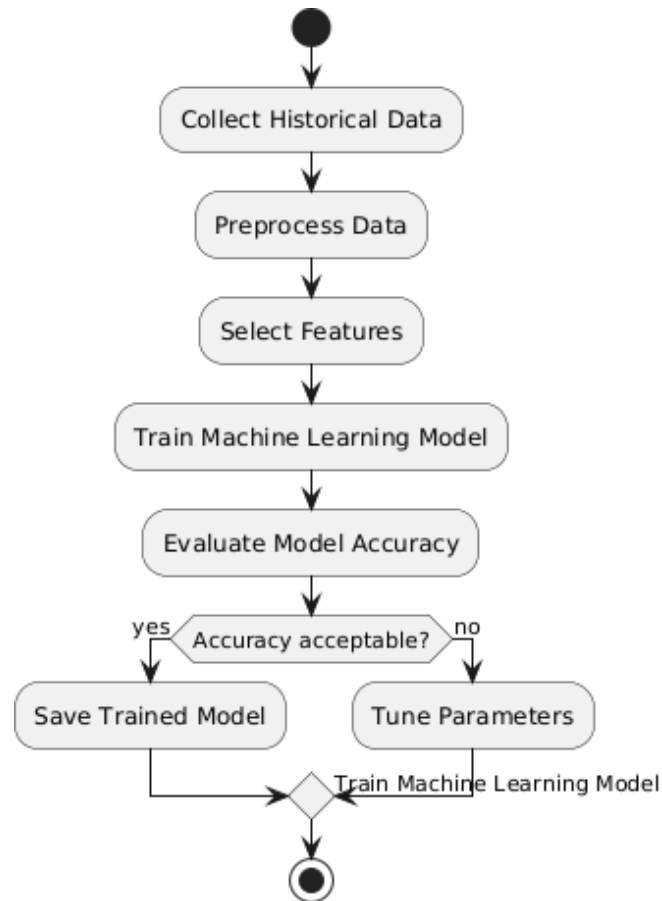 Collect Historical Data
Preprocess Data
Select Features
Train Machine Learning Model
Evaluate Model Accuracy
yes
Accuracy acceptable?
no
Save Trained Model
Tune Parameters
Train Machine Learning Model